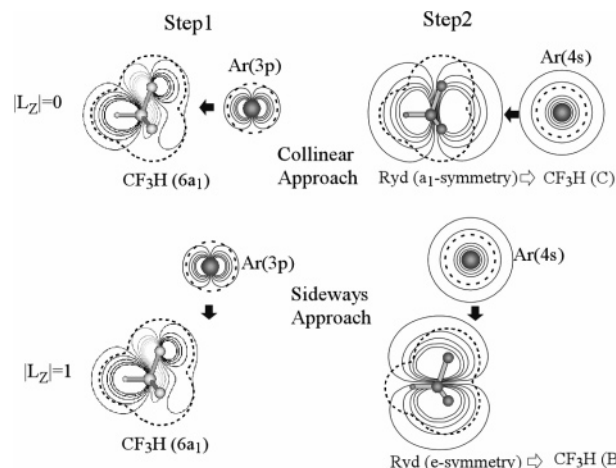 Step1
Step2
Ar(3p)
Ar(4s)
|L_Z|=0
Collinear
Approach
CF₃H (6a₁)
Ryd (a₁-symmetry) ⇨ CF₃H (C)
Ar(3p)
Ar(4s)
Sideways
Approach
|L_Z|=1
CF₃H (6a₁)
Ryd (e-symmetry) ⇨ CF₃H